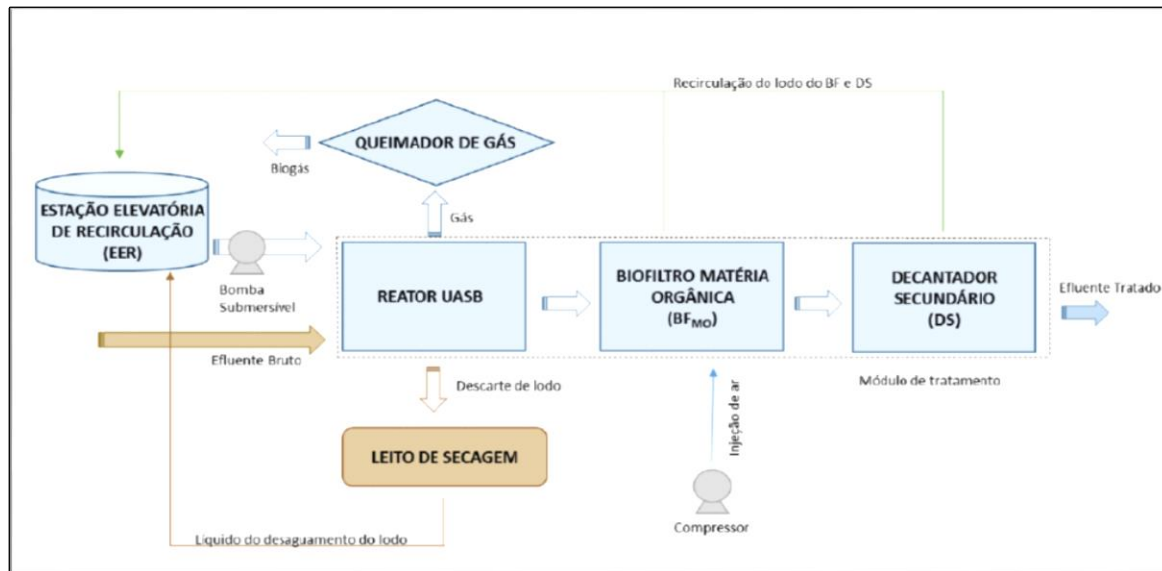 Recirculação do lodo do BF e DS
QUEIMADOR DE GÁS
Biogás
Gás
ESTAÇÃO ELEVATÓRIA
DE RECIRCULAÇÃO
(EER)
Bomba
Submersível
REATOR UASB
BIOFILTRO MATÉRIA
ORGÂNICA
(BFMO)
DECANTADOR
SECUNDÁRIO
(DS)
Efluente Tratado
Efluente Bruto
Descarte de lodo
Módulo de tratamento
LEITO DE SECAGEM
Injeção de ar
Compressor
Líquido do desaguamento do lodo